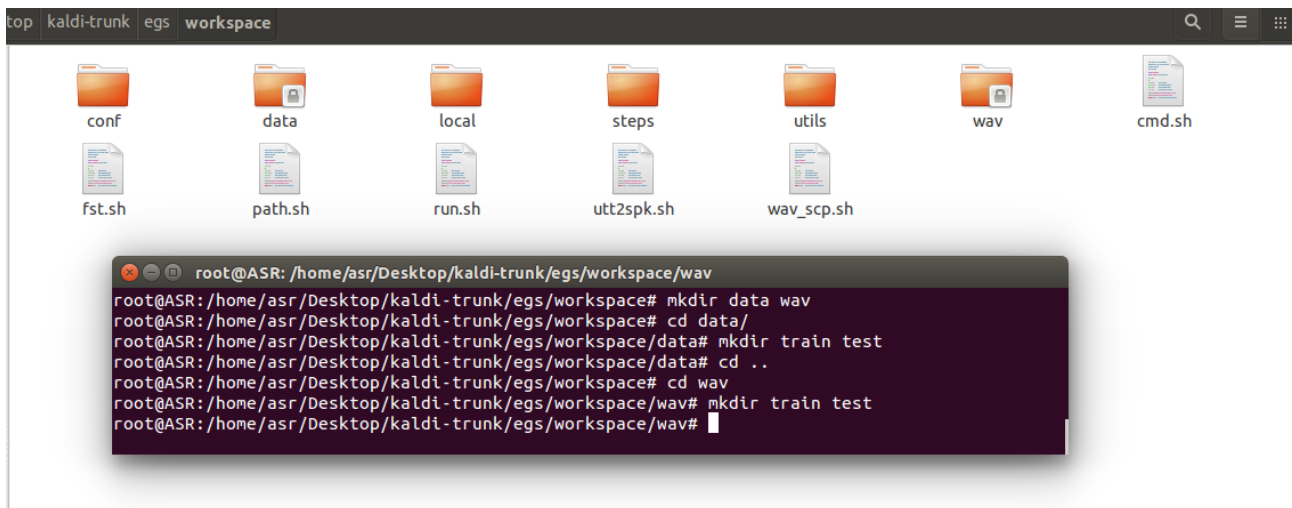 top kaldi-trunk egs workspace
conf data local steps utils wav cmd.sh
fst.sh path.sh run.sh utt2spk.sh wav_scp.sh
root@ASR: /home/asr/Desktop/kaldi-trunk/egs/workspace/wav
root@ASR:/home/asr/Desktop/kaldi-trunk/egs/workspace# mkdir data wav
root@ASR:/home/asr/Desktop/kaldi-trunk/egs/workspace# cd data/
root@ASR:/home/asr/Desktop/kaldi-trunk/egs/workspace/data# mkdir train test
root@ASR:/home/asr/Desktop/kaldi-trunk/egs/workspace/data# cd ..
root@ASR:/home/asr/Desktop/kaldi-trunk/egs/workspace# cd wav
root@ASR:/home/asr/Desktop/kaldi-trunk/egs/workspace/wav# mkdir train test
root@ASR:/home/asr/Desktop/kaldi-trunk/egs/workspace/wav#